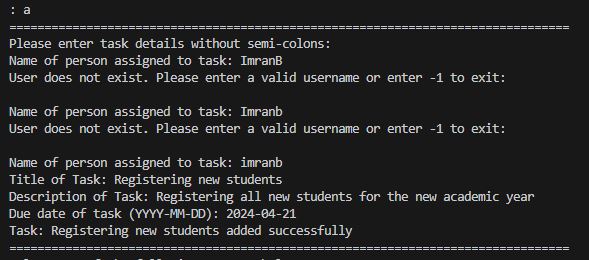 : a
================================================================================
Please enter task details without semi-colons:
Name of person assigned to task: ImranB
User does not exist. Please enter a valid username or enter -1 to exit:
Name of person assigned to task: Imranb
User does not exist. Please enter a valid username or enter -1 to exit:
Name of person assigned to task: imranb
Title of Task: Registering new students
Description of Task: Registering all new students for the new academic year
Due date of task (YYYY-MM-DD): 2024-04-21
Task: Registering new students added successfully
================================================================================